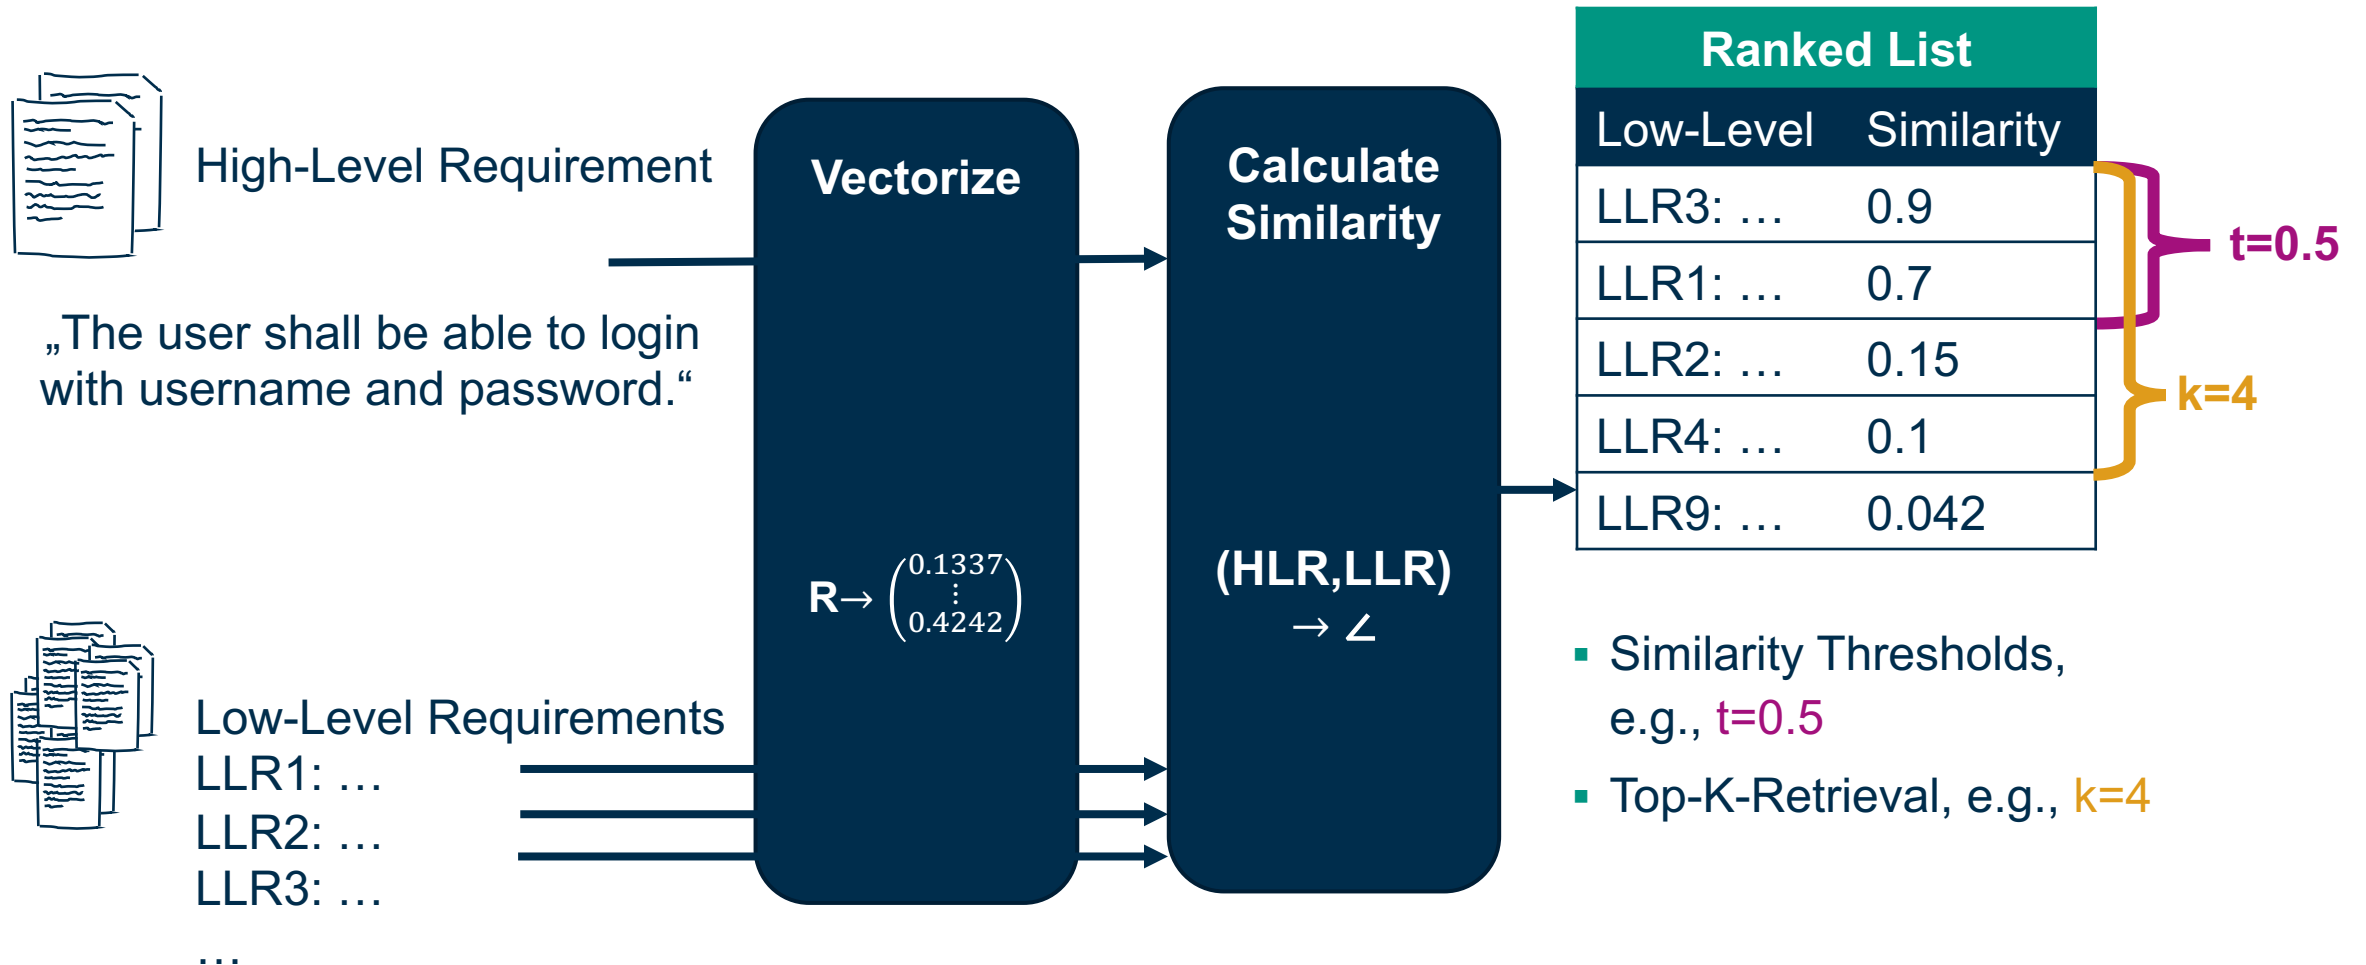 High-Level Requirement
„The user shall be able to login
with username and password.“
Low-Level Requirements
LLR1: …
LLR2: …
LLR3: …
…
Vectorize
R→ (0.1337
⋮
0.4242)
Calculate
Similarity
(HLR,LLR)
→ ∠
Ranked List
Low-Level Similarity
LLR3: … 0.9
LLR1: … 0.7
LLR2: … 0.15
LLR4: … 0.1
LLR9: … 0.042
t=0.5
k=4
▪ Similarity Thresholds,
e.g., t=0.5
▪ Top-K-Retrieval, e.g., k=4